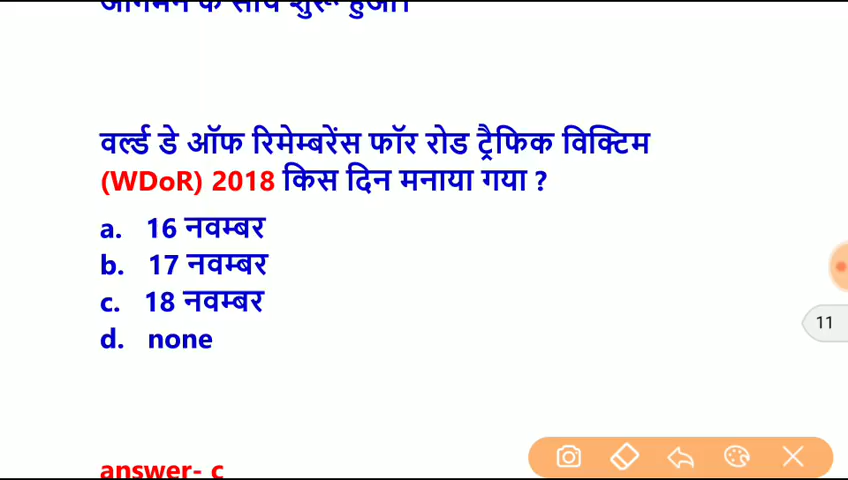 आगमन के साथ शुरू हुआ।
वर्ल्ड डे ऑफ रिमेम्बरेंस फॉर रोड ट्रैफिक विक्टिम
(WDoR) 2018 किस दिन मनाया गया ?
a. 16 नवम्बर
b. 17 नवम्बर
c. 18 नवम्बर
d. none
11
answer- c